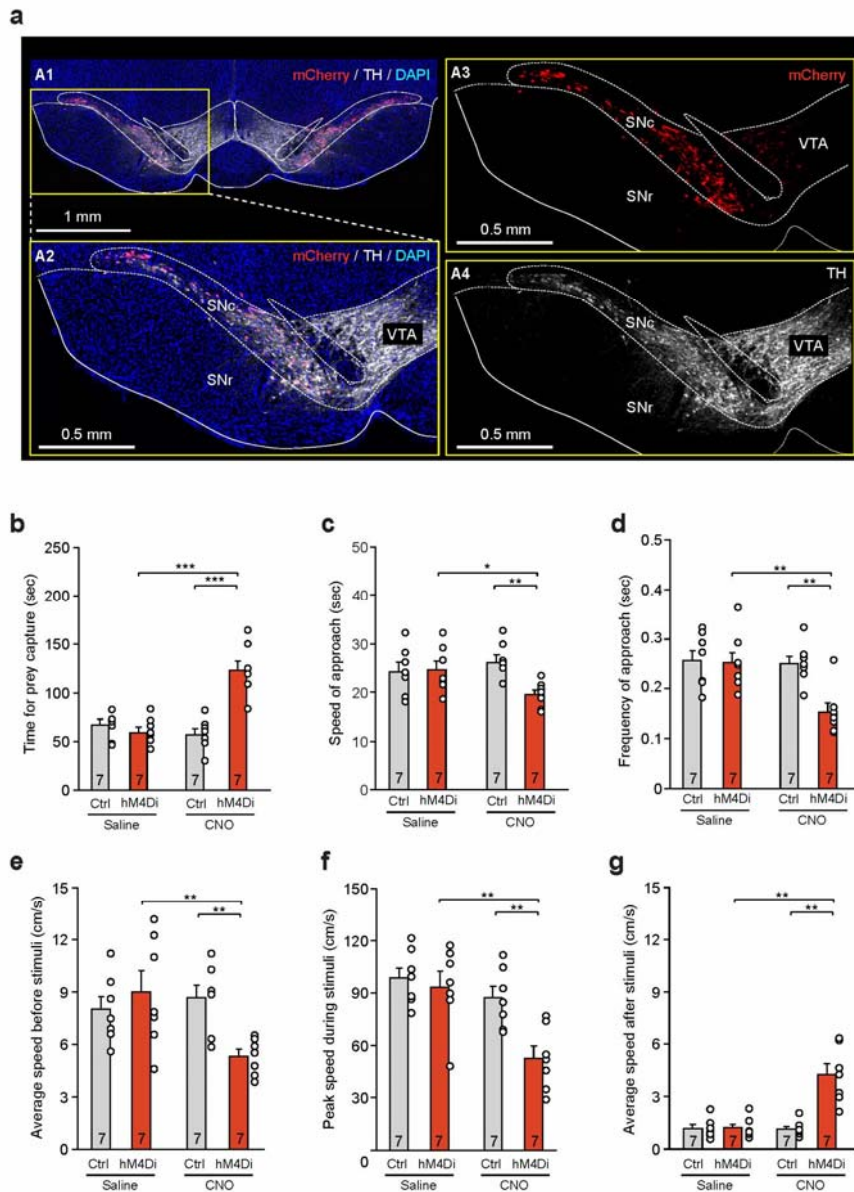 a
A1
mCherry / TH / DAPI
1 mm
A2
mCherry / TH / DAPI
SNc
VTA
SNr
0.5 mm
A3
mCherry
SNc
VTA
SNr
0.5 mm
A4
TH
SNc
VTA
SNr
0.5 mm
b
Time for prey capture (sec)
250
200
150
100
50
0
***
***
7
7
7
7
Ctrl hM4Di Ctrl hM4Di
Saline CNO
c
Speed of approach (sec)
50
40
30
20
10
0
*
**
7
7
7
7
Ctrl hM4Di Ctrl hM4Di
Saline CNO
d
Frequency of approach (sec)
0.5
0.4
0.3
0.2
0.1
0
**
**
7
7
7
7
Ctrl hM4Di Ctrl hM4Di
Saline CNO
e
Average speed before stimuli (cm/s)
15
12
9
6
3
0
**
**
7
7
7
7
Ctrl hM4Di Ctrl hM4Di
Saline CNO
f
Peak speed during stimuli (cm/s)
150
120
90
60
30
0
**
**
7
7
7
7
Ctrl hM4Di Ctrl hM4Di
Saline CNO
g
Average speed after stimuli (cm/s)
15
12
9
6
3
0
**
**
7
7
7
7
Ctrl hM4Di Ctrl hM4Di
Saline CNO